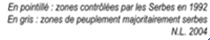 En pointillé : zones contrôlées par les Serbes en 1992
En gris : zones de peuplement majoritairement serbes
N.L. 2004